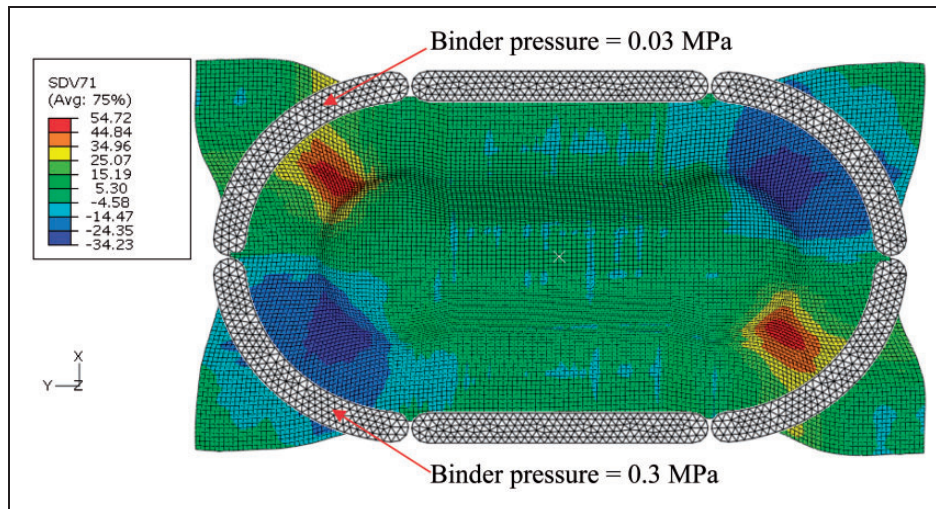 Binder pressure = 0.03 MPa
SDV71
(Avg: 75%)
54.72
44.84
34.96
25.07
15.19
5.30
-4.58
-14.47
-24.35
-34.23
X
Y
Z
Binder pressure = 0.3 MPa